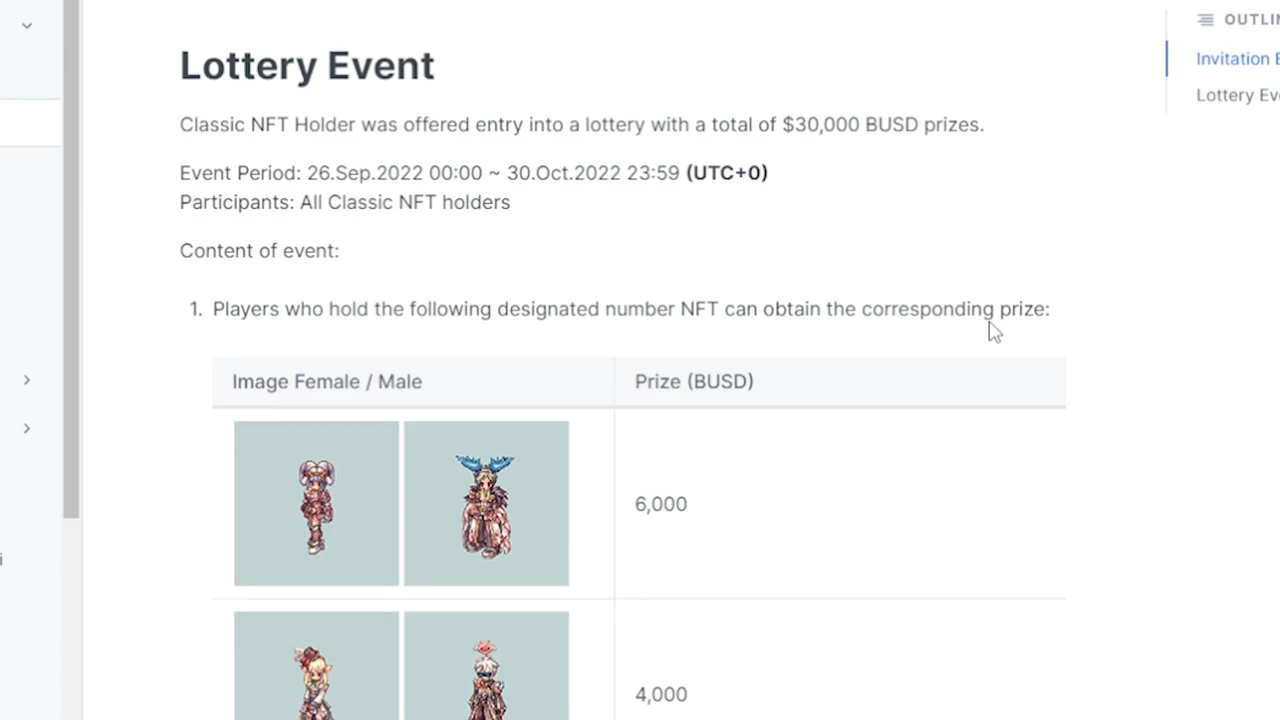 OUTLIN
Invitation E
Lottery Eve
Lottery Event
Classic NFT Holder was offered entry into a lottery with a total of $30,000 BUSD prizes.
Event Period: 26.Sep.2022 00:00 ~ 30.Oct.2022 23:59 (UTC+0)
Participants: All Classic NFT holders
Content of event:
1. Players who hold the following designated number NFT can obtain the corresponding prize:
Image Female / Male Prize (BUSD)
6,000
4,000
i